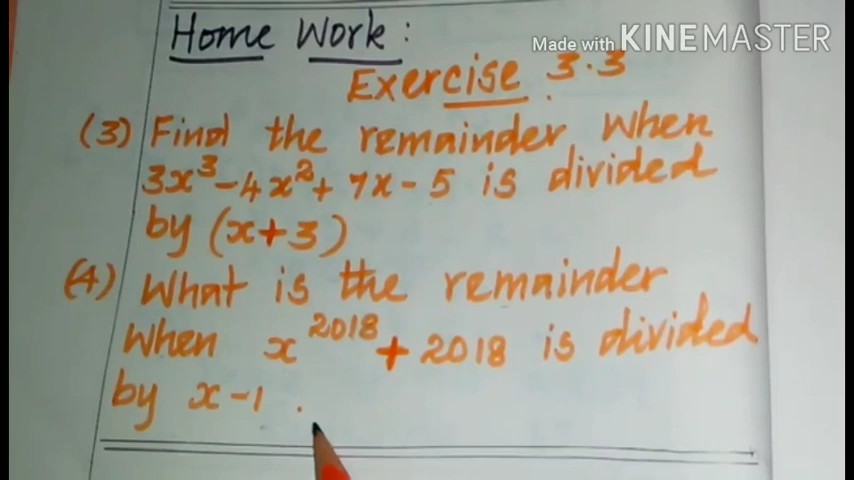 Made with KINEMASTER
Home Work :
Exercise 3.3
(3) Find the remainder when
3x³ - 4x² + 7x - 5 is divided
by (x+3)
(4) What is the remainder
when x²⁰¹⁸ + 2018 is divided
by x - 1 .